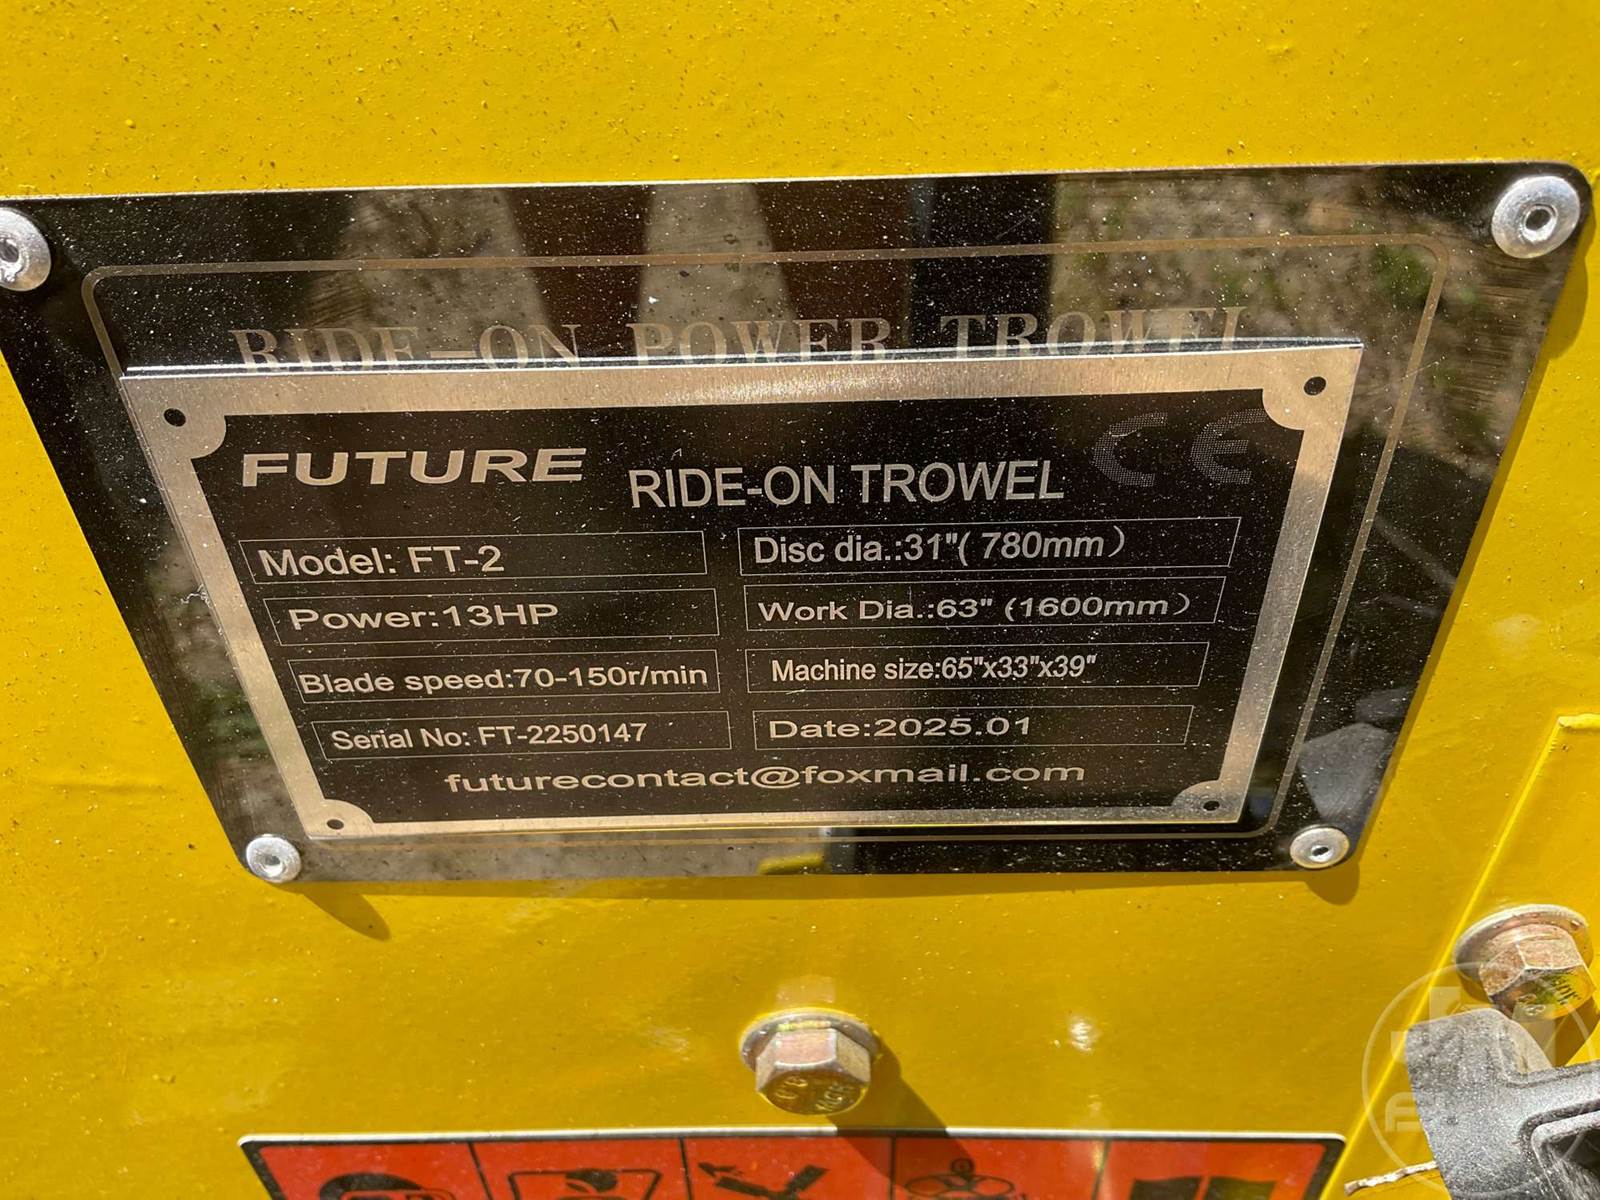 RIDE-ON POWER TROWEL
FUTURE RIDE-ON TROWEL CE
Model: FT-2
Disc dia.:31"( 780mm）
Power:13HP
Work Dia.:63" (1600mm）
Blade speed:70-150r/min
Machine size:65"x33"x39"
Serial No: FT-2250147
Date:2025.01
futurecontact@foxmail.com
8.8